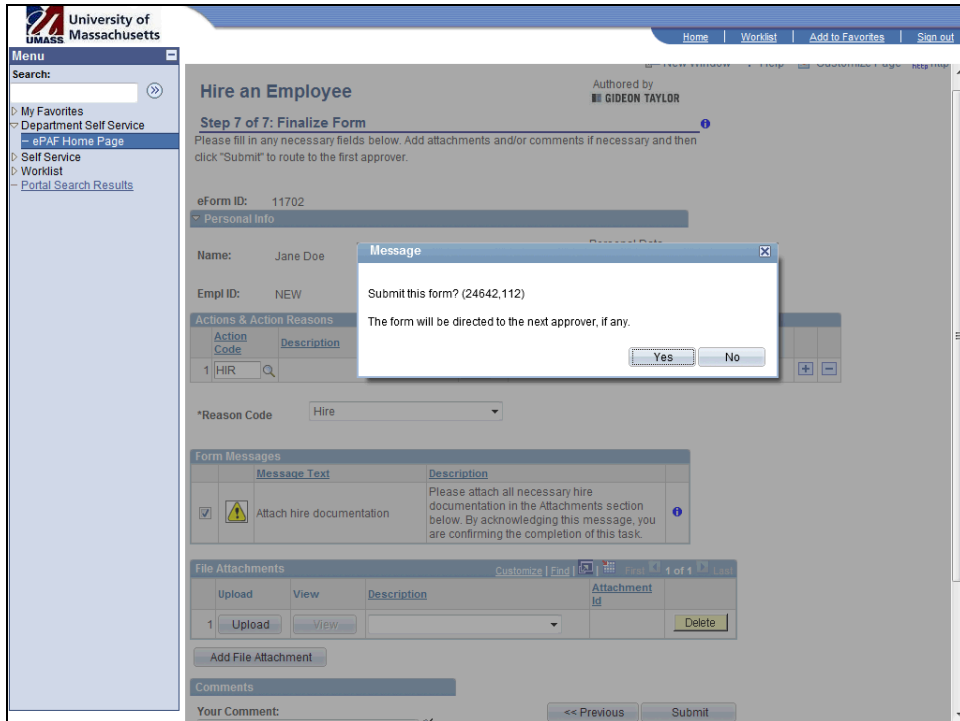 University of
Massachusetts
UMASS
Home | Worklist | Add to Favorites | Sign out
Menu
Search:
My Favorites
Department Self Service
ePAF Home Page
Self Service
Worklist
Portal Search Results
New Window Help Customize Page http
Hire an Employee
Authored by
GIDEON TAYLOR
Step 7 of 7: Finalize Form
Please fill in any necessary fields below. Add attachments and/or comments if necessary and then
click "Submit" to route to the first approver.
eForm ID: 11702
Personal Info
Name: Jane Doe
Empl ID: NEW
Message
Submit this form? (24642,112)
The form will be directed to the next approver, if any.
Yes No
Actions & Action Reasons
Action
Code
Description
1 HIR
*Reason Code Hire
Form Messages
Message Text Description
Attach hire documentation
Please attach all necessary hire
documentation in the Attachments section
below. By acknowledging this message, you
are confirming the completion of this task.
File Attachments Customize | Find | First 1 of 1 Last
Upload View Description Attachment
Id
1 Upload View Delete
Add File Attachment
Comments
Your Comment: << Previous Submit